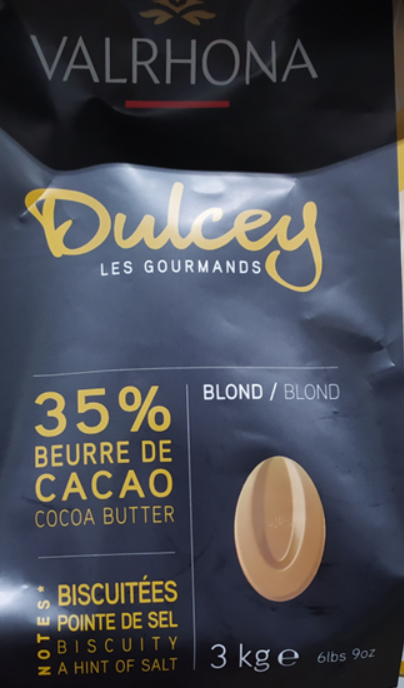 VALRHONA
Dulcey
LES GOURMANDS
35%
BEURRE DE
CACAO
COCOA BUTTER
BLOND / BLOND
NOTES*
BISCUITÉES
POINTE DE SEL
BISCUITY
A HINT OF SALT
3 kg e 6lbs 9oz